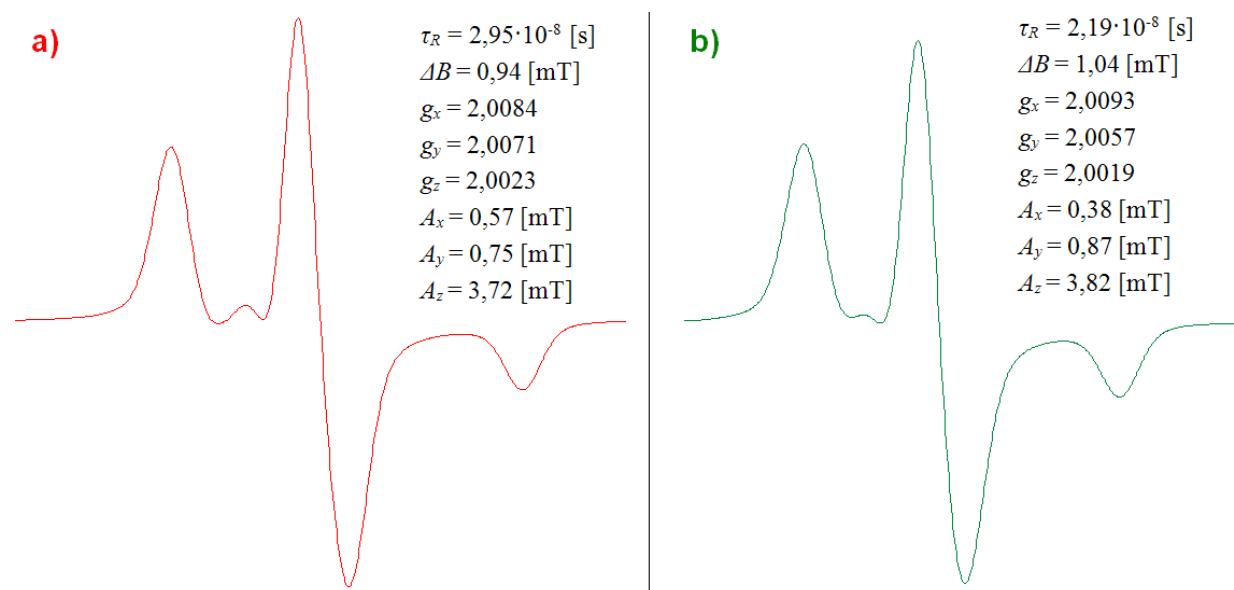 a)
τR = 2,95·10⁻⁸ [s]
ΔB = 0,94 [mT]
gx = 2,0084
gy = 2,0071
gz = 2,0023
Ax = 0,57 [mT]
Ay = 0,75 [mT]
Az = 3,72 [mT]
b)
τR = 2,19·10⁻⁸ [s]
ΔB = 1,04 [mT]
gx = 2,0093
gy = 2,0057
gz = 2,0019
Ax = 0,38 [mT]
Ay = 0,87 [mT]
Az = 3,82 [mT]